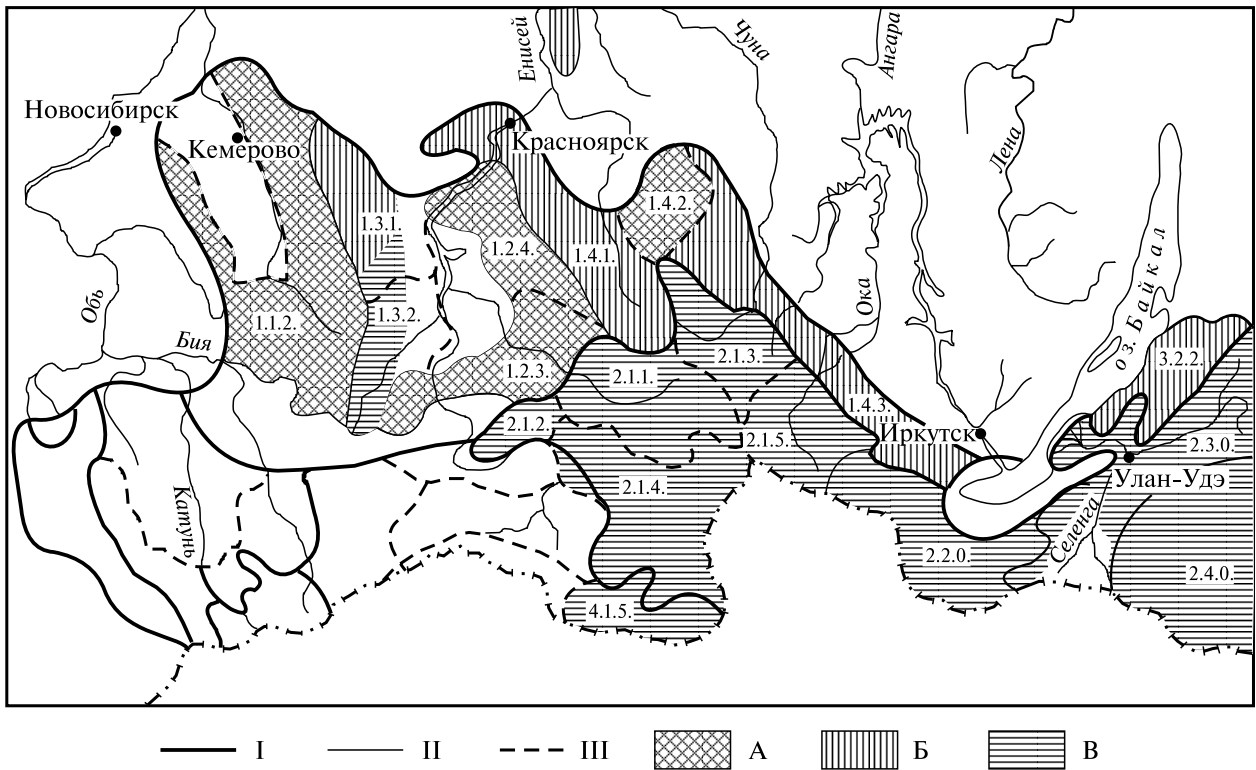 Енисей
Чуна
Ангара
Новосибирск
Кемерово
Красноярск
Лена
1.4.2.
1.3.1.
1.2.4.
1.4.1.
оз. Байкал
Обь
Ока
1.1.2.
1.3.2.
Бия
2.1.3.
3.2.2.
1.2.3.
2.1.1.
1.4.3.
2.1.2.
2.1.5.
Иркутск
2.3.0.
Улан-Удэ
2.1.4.
Катунь
Селенга
2.2.0.
2.4.0.
4.1.5.
I II III А Б В